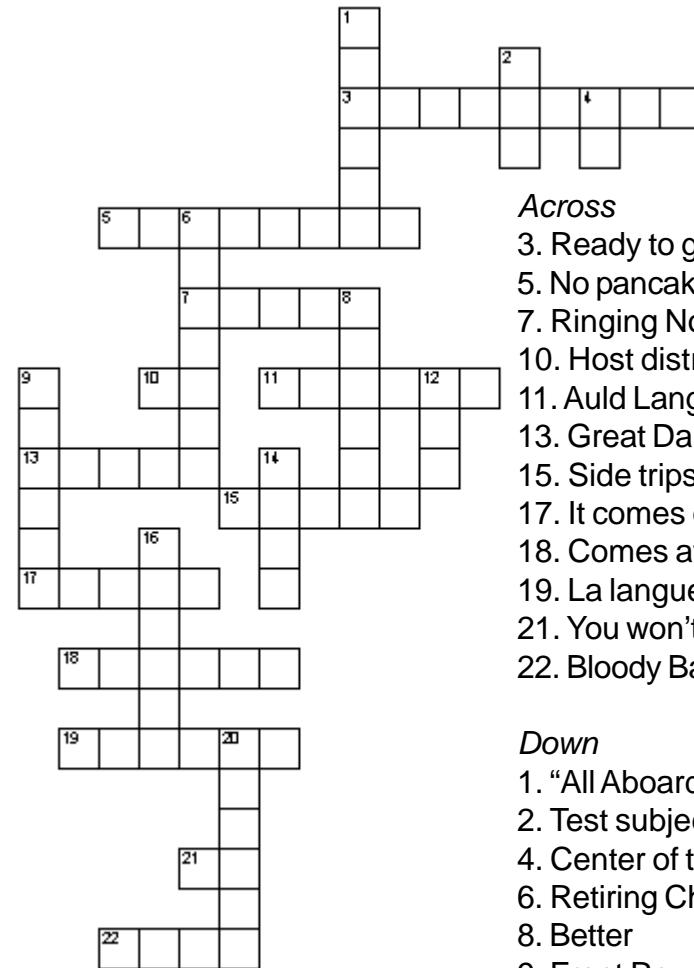 1
2
3 4
5 6
7 8
9 10 11 12
13 14
15
16
17
18
19 20
21
22
Across
3. Ready to g
5. No pancak
7. Ringing No
10. Host distr
11. Auld Lang
13. Great Da
15. Side trips
17. It comes
18. Comes a
19. La langue
21. You won’t
22. Bloody Ba
Down
1. “All Aboard
2. Test subje
4. Center of t
6. Retiring Ch
8. Better